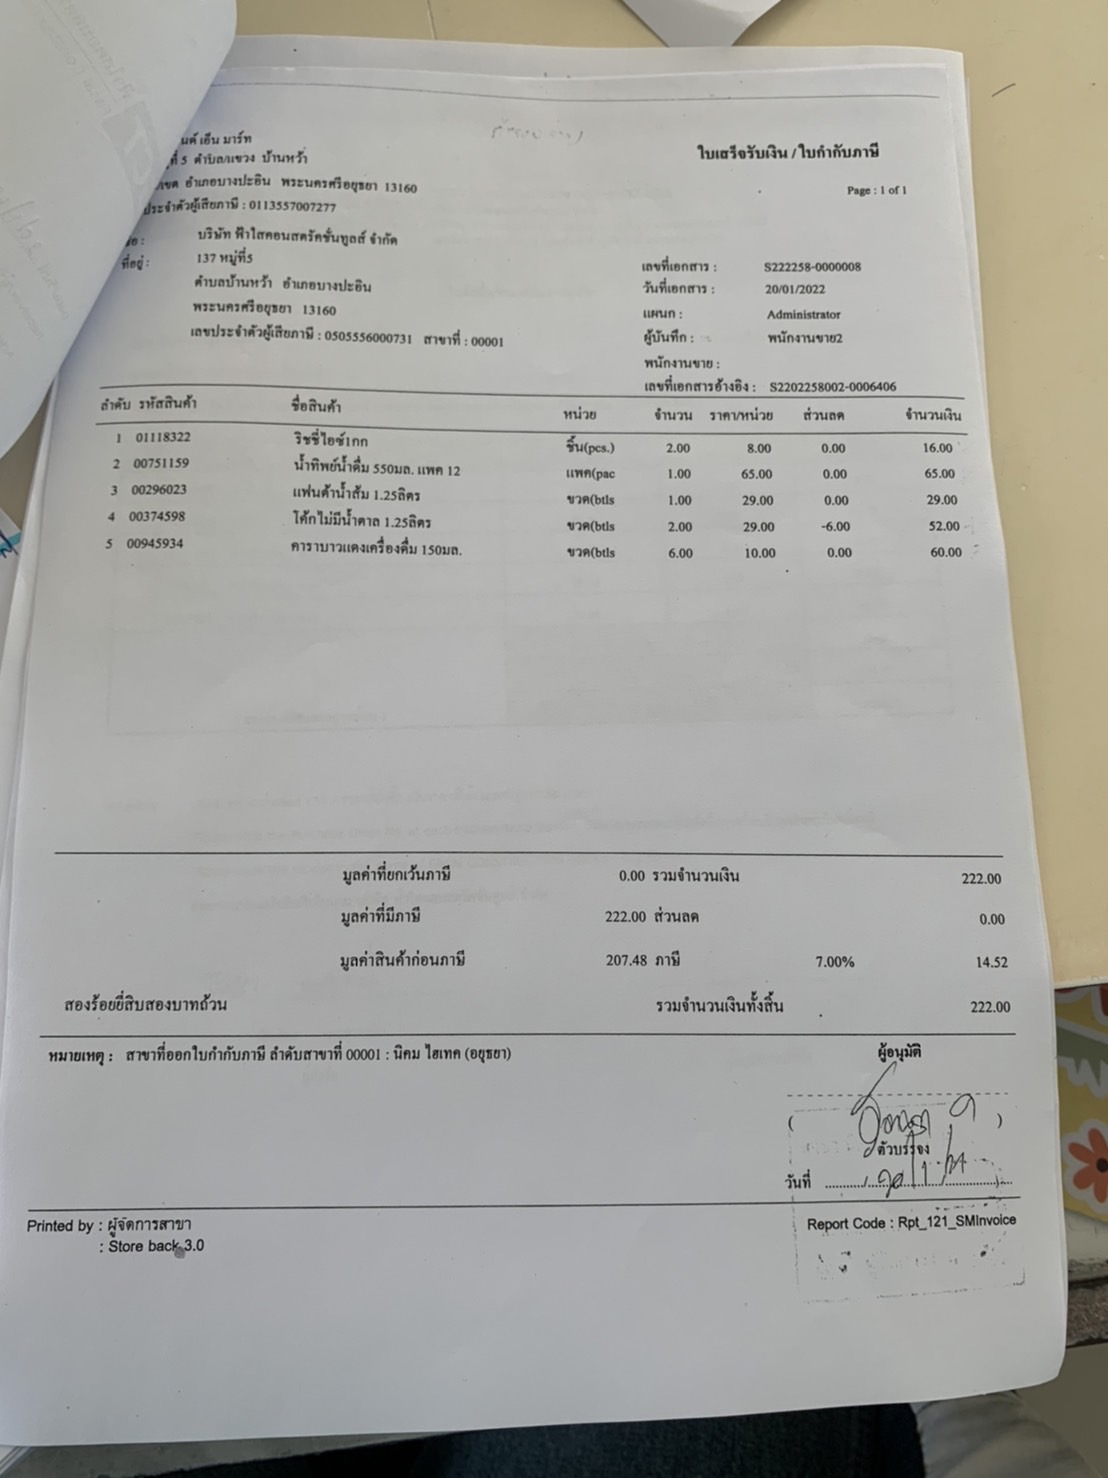 นต์ เอ็น มาร์ท
ที่ 5 ตำบล/แขวง บ้านหว้า
เขต อำเภอบางปะอิน พระนครศรีอยุธยา 13160
ประจำตัวผู้เสียภาษี : 0113557007277
ใบเสร็จรับเงิน / ใบกำกับภาษี
Page : 1 of 1
ชื่อ : บริษัท ฟ้าใสคอนสตรัคชั่นทูลส์ จำกัด
ที่อยู่ : 137 หมู่ที่5
ตำบลบ้านหว้า อำเภอบางปะอิน
พระนครศรีอยุธยา 13160
เลขประจำตัวผู้เสียภาษี : 0505556000731 สาขาที่ : 00001
เลขที่เอกสาร : S222258-0000008
วันที่เอกสาร : 20/01/2022
แผนก : Administrator
ผู้บันทึก : พนักงานขาย2
พนักงานขาย :
เลขที่เอกสารอ้างอิง : S2202258002-0006406
ลำดับ รหัสสินค้า ชื่อสินค้า หน่วย จำนวน ราคา/หน่วย ส่วนลด จำนวนเงิน
1 01118322 ริชชี่ไอซ์1กก ชิ้น(pcs.) 2.00 8.00 0.00 16.00
2 00751159 น้ำทิพย์น้ำดื่ม 550มล. แพค 12 แพค(pac 1.00 65.00 0.00 65.00
3 00296023 แฟนต้าน้ำส้ม 1.25ลิตร ขวด(btls 1.00 29.00 0.00 29.00
4 00374598 โค้กไม่มีน้ำตาล 1.25ลิตร ขวด(btls 2.00 29.00 -6.00 52.00
5 00945934 คาราบาวแดงเครื่องดื่ม 150มล. ขวด(btls 6.00 10.00 0.00 60.00
มูลค่าที่ยกเว้นภาษี 0.00 รวมจำนวนเงิน 222.00
มูลค่าที่มีภาษี 222.00 ส่วนลด 0.00
มูลค่าสินค้าก่อนภาษี 207.48 ภาษี 7.00% 14.52
สองร้อยยี่สิบสองบาทถ้วน รวมจำนวนเงินทั้งสิ้น 222.00
หมายเหตุ : สาขาที่ออกใบกำกับภาษี ลำดับสาขาที่ 00001 : นิคม ไฮเทค (อยุธยา)
ผู้อนุมัติ
( )
ตัวบรรจง
วันที่
Printed by : ผู้จัดการสาขา
: Store back 3.0
Report Code : Rpt_121_SMInvoice